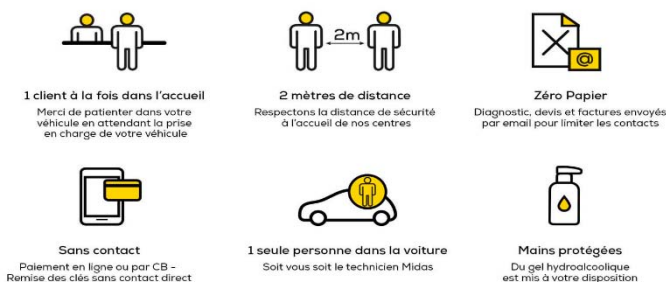 2m
@
1 client à la fois dans l'accueil
Merci de patienter dans votre
véhicule en attendant la prise
en charge de votre véhicule
2 mètres de distance
Respectons la distance de sécurité
à l'accueil de nos centres
Zéro Papier
Diagnostic, devis et factures envoyés
par email pour limiter les contacts
Sans contact
Paiement en ligne ou par CB -
Remise des clés sans contact direct
1 seule personne dans la voiture
Soit vous soit le technicien Midas
Mains protégées
Du gel hydroalcoolique
est mis à votre disposition